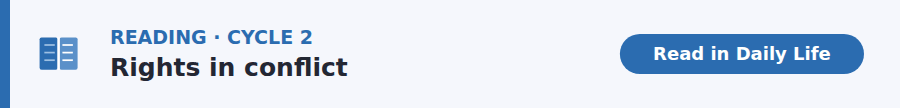 READING · CYCLE 2
Rights in conflict
Read in Daily Life